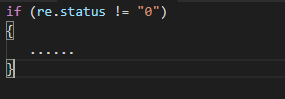 if (re.status != "0")
{
......
}